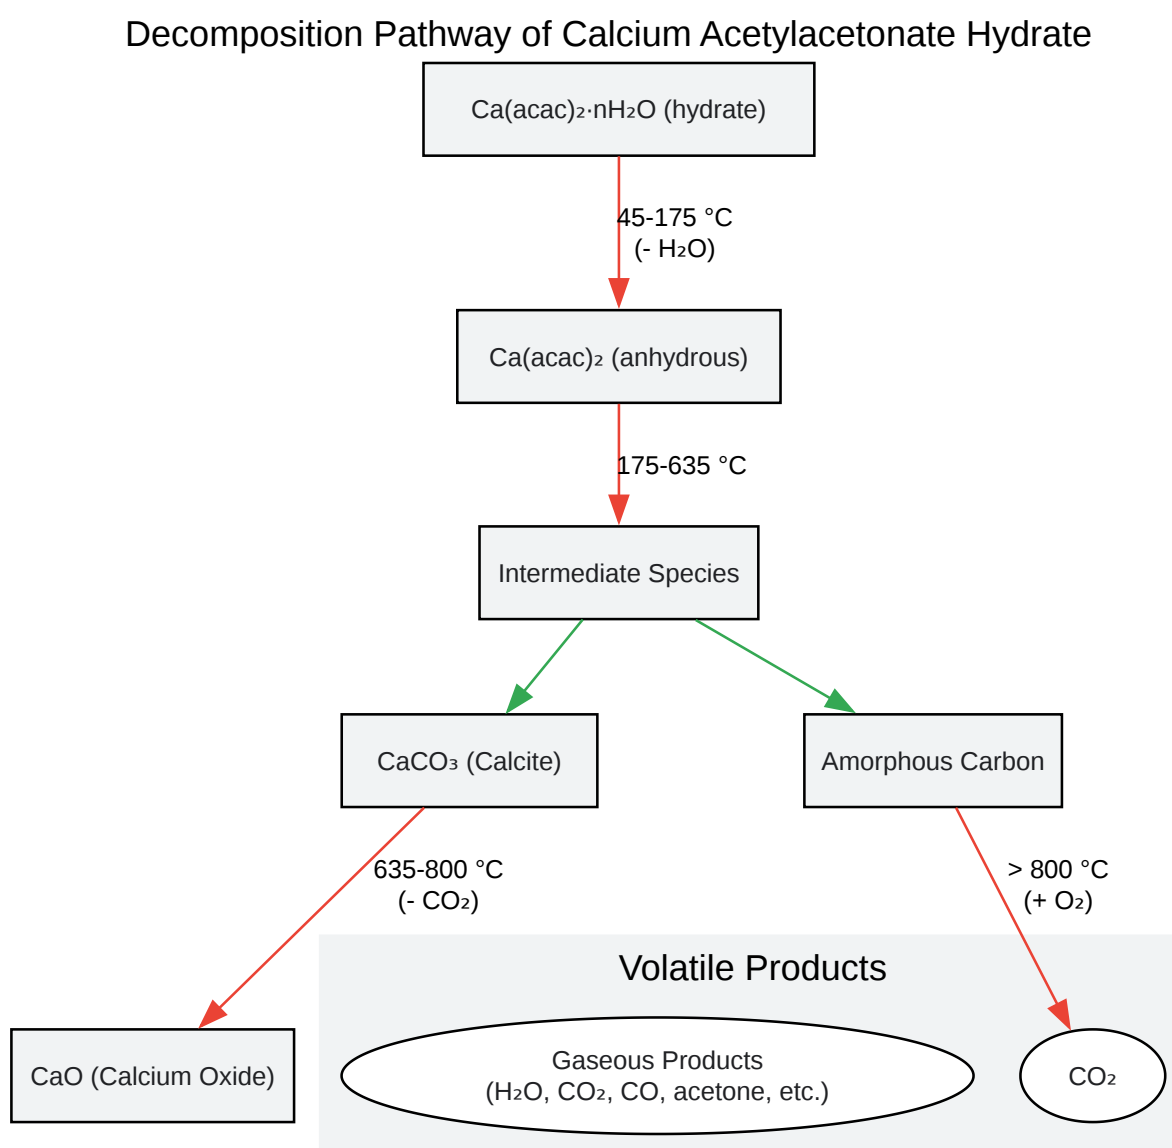 Decomposition Pathway of Calcium Acetylacetonate Hydrate
Ca(acac)₂·nH₂O (hydrate)
45-175 °C
(- H₂O)
Ca(acac)₂ (anhydrous)
175-635 °C
Intermediate Species
CaCO₃ (Calcite)
Amorphous Carbon
635-800 °C
(- CO₂)
> 800 °C
(+ O₂)
Volatile Products
CaO (Calcium Oxide)
Gaseous Products
(H₂O, CO₂, CO, acetone, etc.)
CO₂